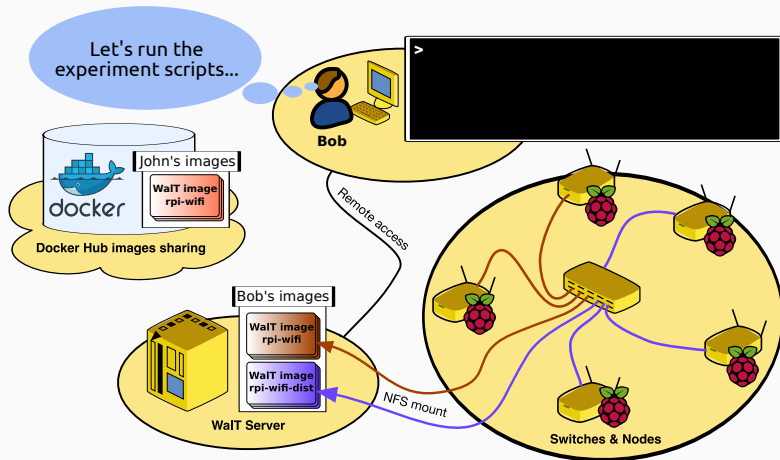 Let's run the
experiment scripts...
>
Bob
John's images
WalT image
rpi-wifi
docker
Docker Hub images sharing
Remote access
Bob's images
WalT image
rpi-wifi
WalT image
rpi-wifi-dist
WalT Server
NFS mount
Switches & Nodes